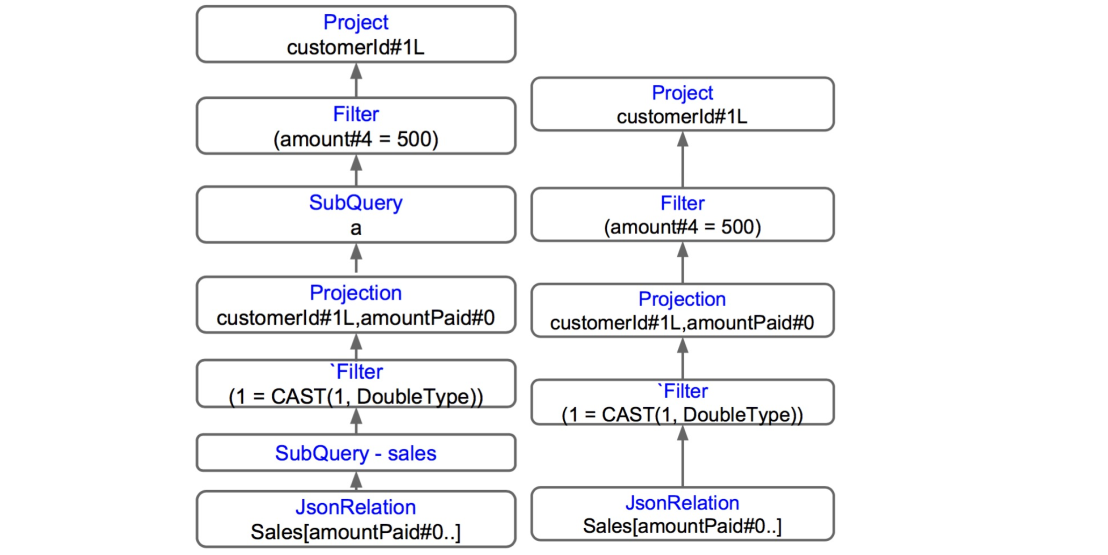 Project
customerId#1L
Filter
(amount#4 = 500)
SubQuery
a
Projection
customerId#1L,amountPaid#0
`Filter
(1 = CAST(1, DoubleType))
SubQuery - sales
JsonRelation
Sales[amountPaid#0..]
Project
customerId#1L
Filter
(amount#4 = 500)
Projection
customerId#1L,amountPaid#0
`Filter
(1 = CAST(1, DoubleType))
JsonRelation
Sales[amountPaid#0..]